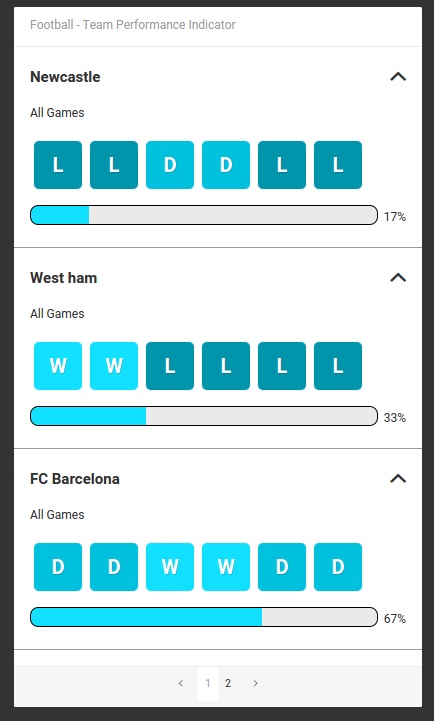 Football - Team Performance Indicator
Newcastle
All Games
L L D D L L
17%
West ham
All Games
W W L L L L
33%
FC Barcelona
All Games
D D W W D D
67%
< 1 2 >